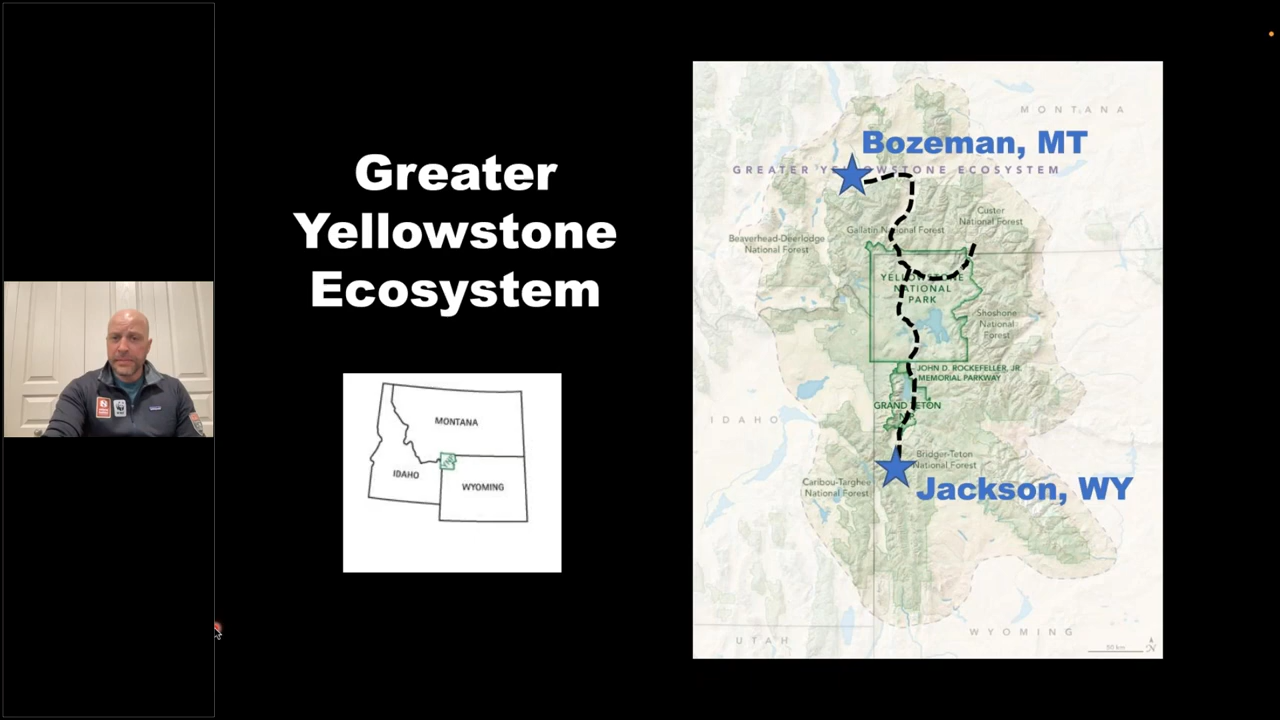 Greater
Yellowstone
Ecosystem
MONTANA
IDAHO
WYOMING
MONTANA
Bozeman, MT
GREATER YELLOWSTONE ECOSYSTEM
Custer
National Forest
Gallatin National Forest
Beaverhead-Deerlodge
National Forest
YELLOWSTONE
NATIONAL
PARK
Shoshone
National
Forest
JOHN D. ROCKEFELLER, JR.
MEMORIAL PARKWAY
GRAND TETON
IDAHO
Bridger-Teton
National Forest
Caribou-Targhee
National Forest
Jackson, WY
WYOMING
UTAH
50 km
N